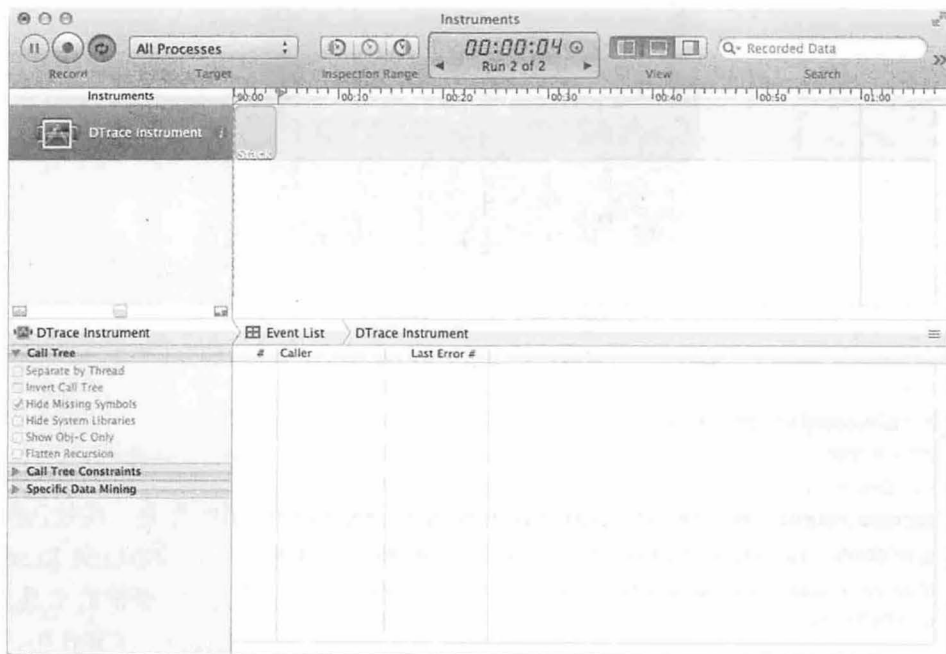 Instruments
All Processes
00:00:04
Run 2 of 2
Recorded Data
Record
Target
Inspection Range
View
Search
Instruments
00:00 00:10 00:20 00:30 00:40 00:50 01:00
DTrace Instrument
Stack
DTrace Instrument
Event List
DTrace Instrument
Call Tree
# Caller Last Error #
Separate by Thread
Invert Call Tree
Hide Missing Symbols
Hide System Libraries
Show Obj-C Only
Flatten Recursion
Call Tree Constraints
Specific Data Mining